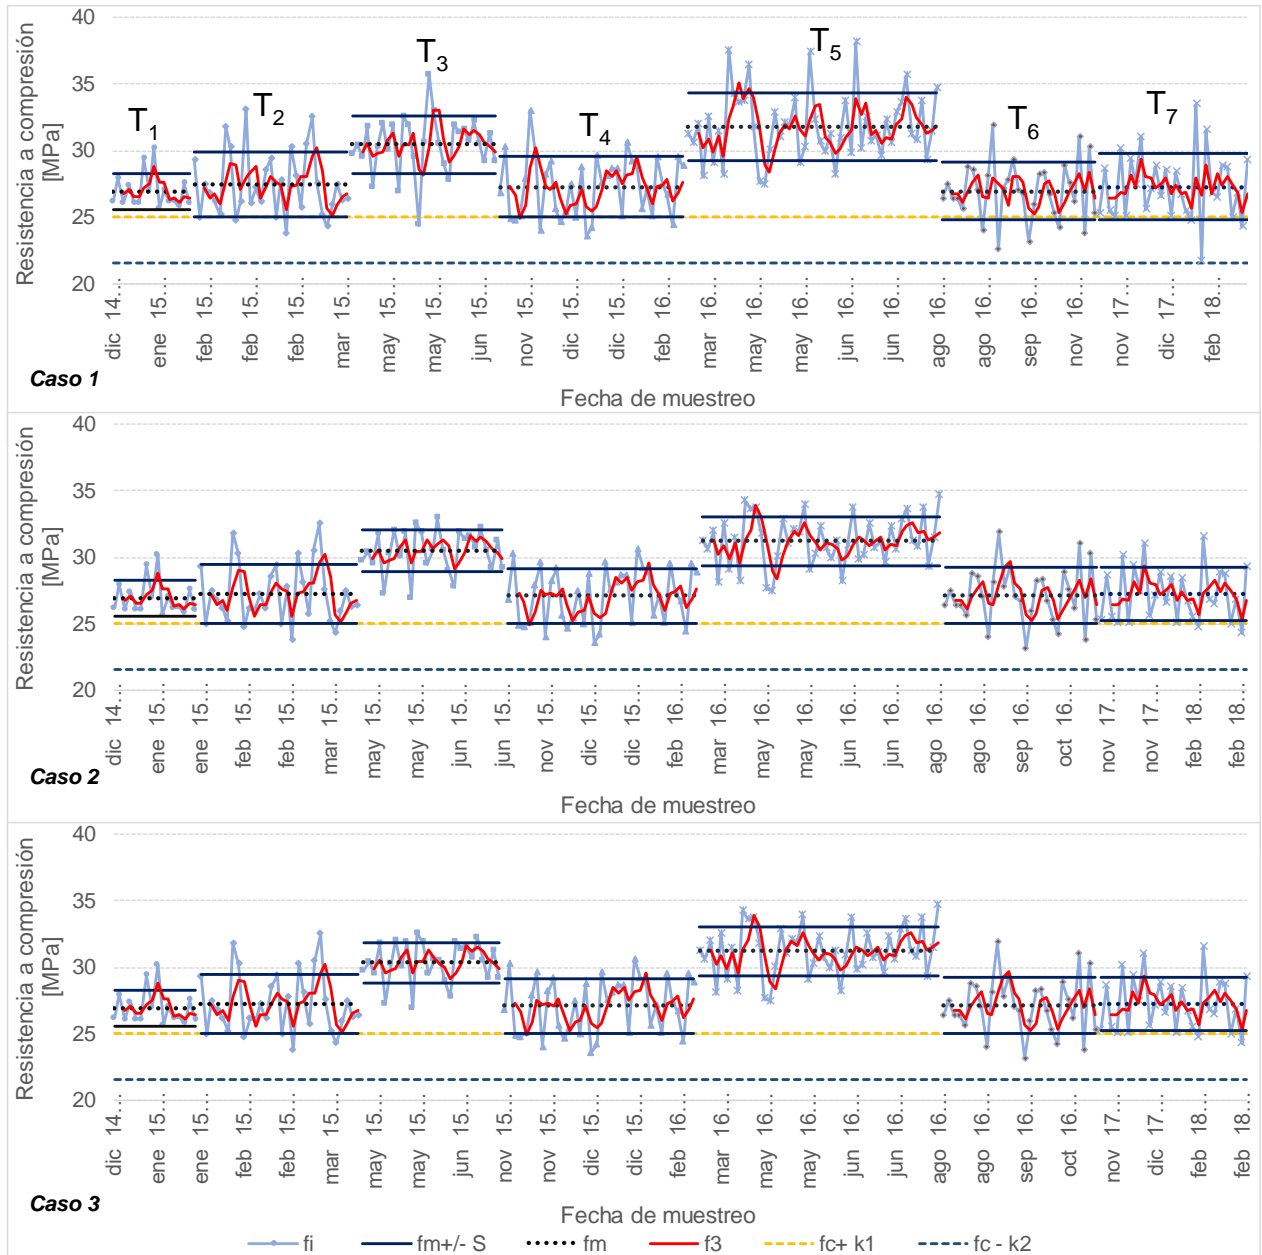 Resistencia a compresión
[MPa]
40
35
30
25
20
T1
T2
T3
T4
T5
T6
T7
dic 14...
ene 15...
feb 15...
feb 15...
feb 15...
mar 15...
may 15...
may 15...
jun 15...
nov 15...
dic 15...
dic 15...
feb 16...
mar 16...
may 16...
may 16...
jun 16...
jun 16...
ago 16...
ago 16...
sep 16...
nov 16...
nov 17...
dic 17...
feb 18...
Caso 1
Fecha de muestreo
Resistencia a compresión
[MPa]
40
35
30
25
20
dic 14...
ene 15...
ene 15...
feb 15...
feb 15...
mar 15...
may 15...
may 15...
jun 15...
jun 15...
nov 15...
dic 15...
dic 15...
feb 16...
mar 16...
may 16...
may 16...
jun 16...
jun 16...
ago 16...
ago 16...
sep 16...
oct 16...
nov 17...
nov 17...
feb 18...
feb 18...
Caso 2
Fecha de muestreo
Resistencia a compresión
[MPa]
40
35
30
25
20
dic 14...
ene 15...
ene 15...
feb 15...
feb 15...
mar 15...
may 15...
may 15...
jun 15...
nov 15...
nov 15...
dic 15...
dic 15...
feb 16...
mar 16...
may 16...
may 16...
jun 16...
jun 16...
ago 16...
ago 16...
sep 16...
oct 16...
nov 17...
dic 17...
feb 18...
feb 18...
Caso 3
Fecha de muestreo
fi
fm+/- S
fm
f3
fc+ k1
fc - k2